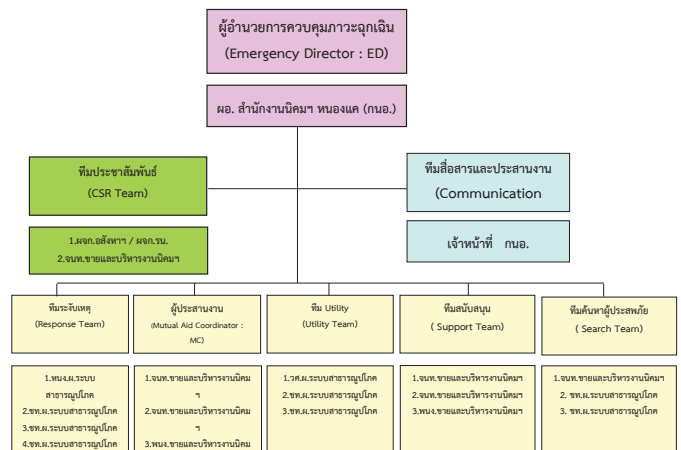 ผู้อำนวยการควบคุมภาวะฉุกเฉิน
(Emergency Director : ED)
ผอ. สำนักงานนิคมฯ หนองแค (กนอ.)
ทีมประชาสัมพันธ์
(CSR Team)
1.ผจก.อสังหาฯ / ผจก.รน.
2.จนท.ขายและบริหารงานนิคมฯ
ทีมสื่อสารและประสานงาน
(Communication
เจ้าหน้าที่ กนอ.
ทีมระงับเหตุ
(Response Team)
1.หนง.ผ.ระบบ
สาธารณูปโภค
2.ชท.ผ.ระบบสาธารณูปโภค
3.ชท.ผ.ระบบสาธารณูปโภค
4.ชท.ผ.ระบบสาธารณูปโภค
ผู้ประสานงาน
(Mutual Aid Coordinator :
MC)
1.จนท.ขายและบริหารงานนิคม
ฯ
2.จนท.ขายและบริหารงานนิคม
ฯ
3.พนง.ขายและบริหารงานนิคม
ทีม Utility
(Utility Team)
1.วศ.ผ.ระบบสาธารณูปโภค
2.ชท.ผ.ระบบสาธารณูปโภค
3.ชท.ผ.ระบบสาธารณูปโภค
ทีมสนับสนุน
( Support Team)
1.จนท.ขายและบริหารงานนิคมฯ
2.จนท.ขายและบริหารงานนิคมฯ
3.พนง.ขายและบริหารงานนิคมฯ
ทีมค้นหาผู้ประสพภัย
( Search Team)
1.จนท.ขายและบริหารงานนิคมฯ
2. ชท.ผ.ระบบสาธารณูปโภค
3. ชท.ผ.ระบบสาธารณูปโภค